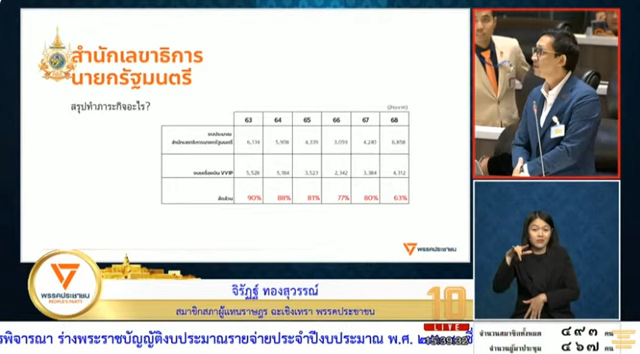 สำนักเลขาธิการ
นายกรัฐมนตรี
สรุปทำภาระกิจอะไร?
(ล้านบาท)
63 64 65 66 67 68
งบประมาณ
สำนักเลขาธิการนายกรัฐมนตรี 6,134 5,908 4,339 3,059 4,240 6,858
งบเครื่องบิน VVIP 5,528 5,184 3,523 2,342 3,384 4,312
สัดส่วน 90% 88% 81% 77% 80% 63%
พรรคประชาชน
พรรคประชาชน
PEOPLE'S PARTY
จิรัฏฐ์ ทองสุวรรณ์
สมาชิกสภาผู้แทนราษฎร ฉะเชิงเทรา พรรคประชาชน
10
LIVE
รพิจารณา ร่างพระราชบัญญัติงบประมาณรายจ่ายประจำปีงบประมาณ พ.ศ.
จำนวนสมาชิกทั้งหมด ๔๙๓ คน
จำนวนผู้มาประชุม ๔๖๗ คน